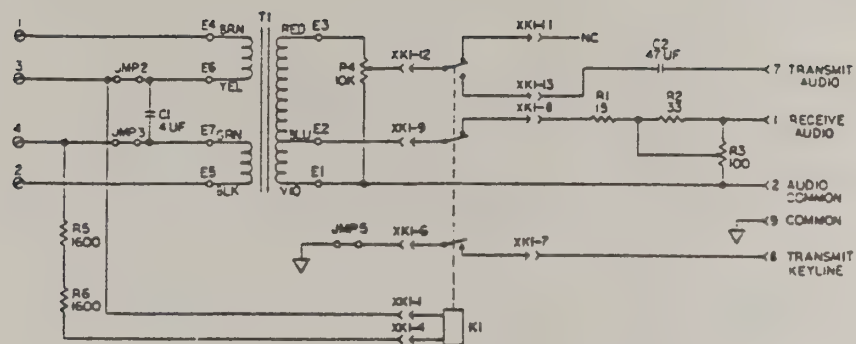 T1
1
E4
BRN
RED
E3
XK1-11
NC
C2
47UF
R4
10K
XK1-12
3
JMP2
E6
YEL
XK1-13
7 TRANSMIT
AUDIO
C1
4UF
XK1-8
R1
15
R2
33
1 RECEIVE
AUDIO
4
JMP3
E7
GRN
BLU
E2
XK1-9
R3
100
2
E5
BLK
VIO
E1
2 AUDIO
COMMON
R5
1600
JMP5
XK1-6
XK1-7
9 COMMON
8 TRANSMIT
KEYLINE
R6
1600
XK1-1
XK1-4
K1